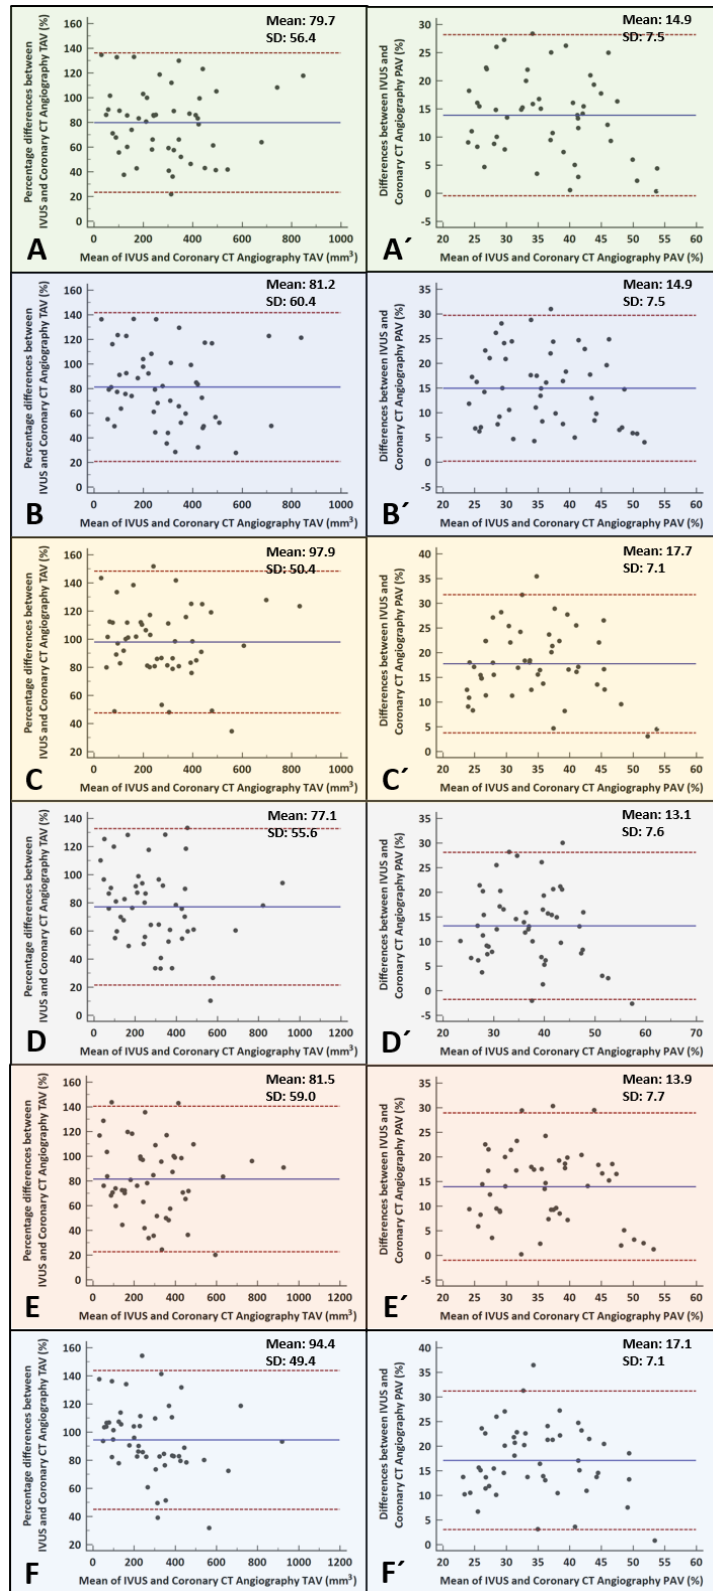 Mean: 79.7
SD: 56.4
Percentage differences between
IVUS and Coronary CT Angiography TAV (%)
160
140
120
100
80
60
40
20
0
0 200 400 600 800 1000
Mean of IVUS and Coronary CT Angiography TAV (mm³)
A
Mean: 14.9
SD: 7.5
Differences between IVUS and
Coronary CT Angiography PAV (%)
30
25
20
15
10
5
0
-5
20 25 30 35 40 45 50 55 60
Mean of IVUS and Coronary CT Angiography PAV (%)
A´
Mean: 81.2
SD: 60.4
Percentage differences between
IVUS and Coronary CT Angiography TAV (%)
160
140
120
100
80
60
40
20
0
0 200 400 600 800 1000
Mean of IVUS and Coronary CT Angiography TAV (mm³)
B
Mean: 14.9
SD: 7.5
Differences between IVUS and
Coronary CT Angiography PAV (%)
35
30
25
20
15
10
5
0
-5
20 25 30 35 40 45 50 55 60
Mean of IVUS and Coronary CT Angiography PAV (%)
B´
Mean: 97.9
SD: 50.4
Percentage differences between
IVUS and Coronary CT Angiography TAV (%)
160
140
120
100
80
60
40
20
0 200 400 600 800 1000
Mean of IVUS and Coronary CT Angiography TAV (mm³)
C
Mean: 17.7
SD: 7.1
Differences between IVUS and
Coronary CT Angiography PAV (%)
40
35
30
25
20
15
10
5
0
20 25 30 35 40 45 50 55 60
Mean of IVUS and Coronary CT Angiography PAV (%)
C´
Mean: 77.1
SD: 55.6
Percentage differences between
IVUS and Coronary CT Angiography TAV (%)
140
120
100
80
60
40
20
0
0 200 400 600 800 1000 1200
Mean of IVUS and Coronary CT Angiography TAV (mm³)
D
Mean: 13.1
SD: 7.6
Differences between IVUS and
Coronary CT Angiography PAV (%)
35
30
25
20
15
10
5
0
-5
20 30 40 50 60 70
Mean of IVUS and Coronary CT Angiography PAV (%)
D´
Mean: 81.5
SD: 59.0
Percentage differences between
IVUS and Coronary CT Angiography TAV (%)
160
140
120
100
80
60
40
20
0
0 200 400 600 800 1000 1200
Mean of IVUS and Coronary CT Angiography TAV (mm³)
E
Mean: 13.9
SD: 7.7
Differences between IVUS and
Coronary CT Angiography PAV (%)
35
30
25
20
15
10
5
0
-5
20 25 30 35 40 45 50 55 60
Mean of IVUS and Coronary CT Angiography PAV (%)
E´
Mean: 94.4
SD: 49.4
Percentage differences between
IVUS and Coronary CT Angiography TAV (%)
160
140
120
100
80
60
40
20
0 200 400 600 800 1000 1200
Mean of IVUS and Coronary CT Angiography TAV (mm³)
F
Mean: 17.1
SD: 7.1
Differences between IVUS and
Coronary CT Angiography PAV (%)
40
35
30
25
20
15
10
5
0
20 25 30 35 40 45 50 55 60
Mean of IVUS and Coronary CT Angiography PAV (%)
F´